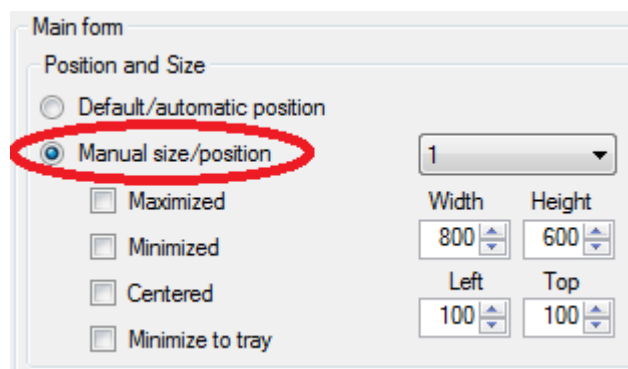 Main form
Position and Size
Default/automatic position
Manual size/position 1
Maximized Width Height
Minimized 800 600
Centered Left Top
100 100
Minimize to tray